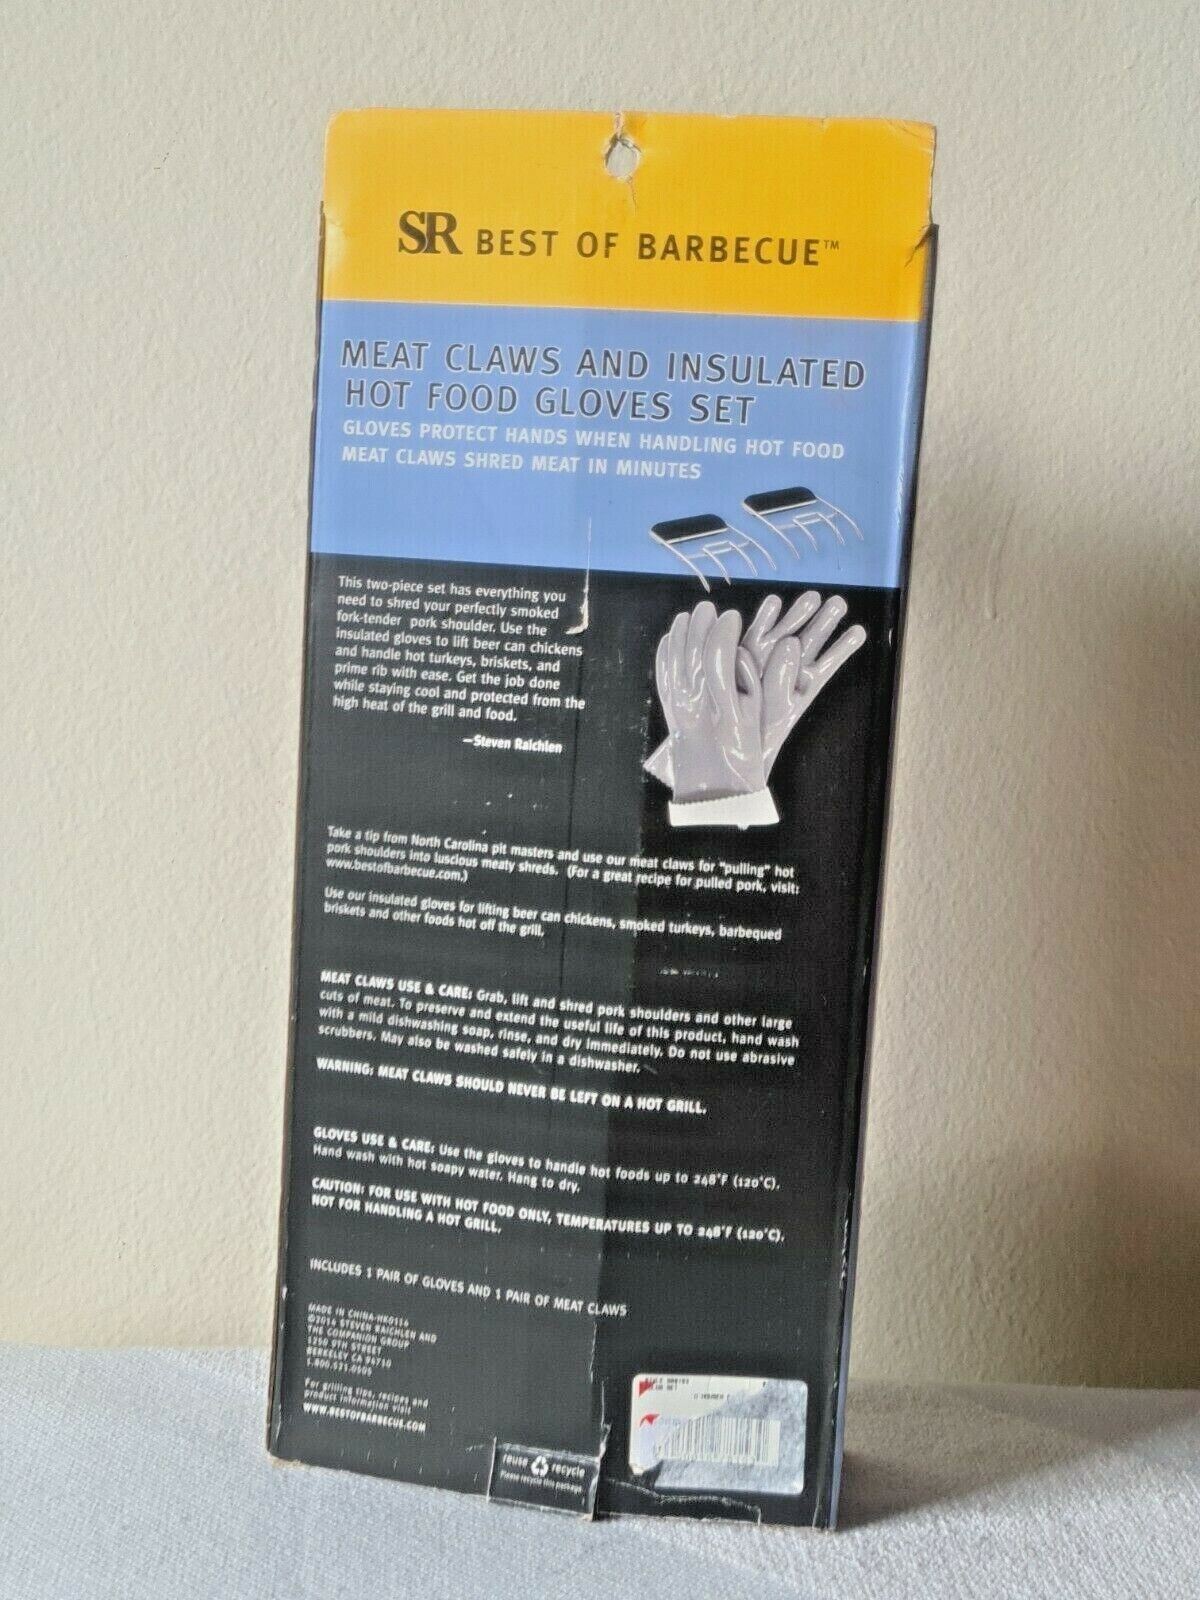 SR BEST OF BARBECUE™
MEAT CLAWS AND INSULATED
HOT FOOD GLOVES SET
GLOVES PROTECT HANDS WHEN HANDLING HOT FOOD
MEAT CLAWS SHRED MEAT IN MINUTES
This two-piece set has everything you
need to shred your perfectly smoked
fork-tender pork shoulder. Use the
insulated gloves to lift beer can chickens
and handle hot turkeys, briskets, and
prime rib with ease. Get the job done
while staying cool and protected from the
high heat of the grill and food.
—Steven Raichlen
Take a tip from North Carolina pit masters and use our meat claws for "pulling" hot
pork shoulders into luscious meaty shreds. (For a great recipe for pulled pork, visit:
www.bestofbarbecue.com.)
Use our insulated gloves for lifting beer can chickens, smoked turkeys, barbequed
briskets and other foods hot off the grill.
MEAT CLAWS USE & CARE: Grab, lift and shred pork shoulders and other large
cuts of meat. To preserve and extend the useful life of this product, hand wash
with a mild dishwashing soap, rinse, and dry immediately. Do not use abrasive
scrubbers. May also be washed safely in a dishwasher.
WARNING: MEAT CLAWS SHOULD NEVER BE LEFT ON A HOT GRILL.
GLOVES USE & CARE: Use the gloves to handle hot foods up to 248°F (120°C).
Hand wash with hot soapy water. Hang to dry.
CAUTION: FOR USE WITH HOT FOOD ONLY, TEMPERATURES UP TO 248°F (120°C).
NOT FOR HANDLING A HOT GRILL.
INCLUDES 1 PAIR OF GLOVES AND 1 PAIR OF MEAT CLAWS
MADE IN CHINA-HK0116
©2016 STEVEN RAICHLEN AND
THE COMPANION GROUP
1250 9TH STREET
BERKELEY CA 94710
1.800.521.0505
For grilling tips, recipes and
product information visit
WWW.BESTOFBARBECUE.COM
reuse recycle
Please recycle this package